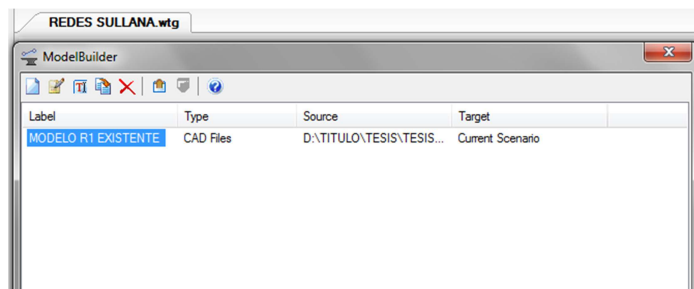 REDES SULLANA.wtg
ModelBuilder
Label Type Source Target
MODELO R1 EXISTENTE CAD Files D:\TITULO\TESIS\TESIS... Current Scenario